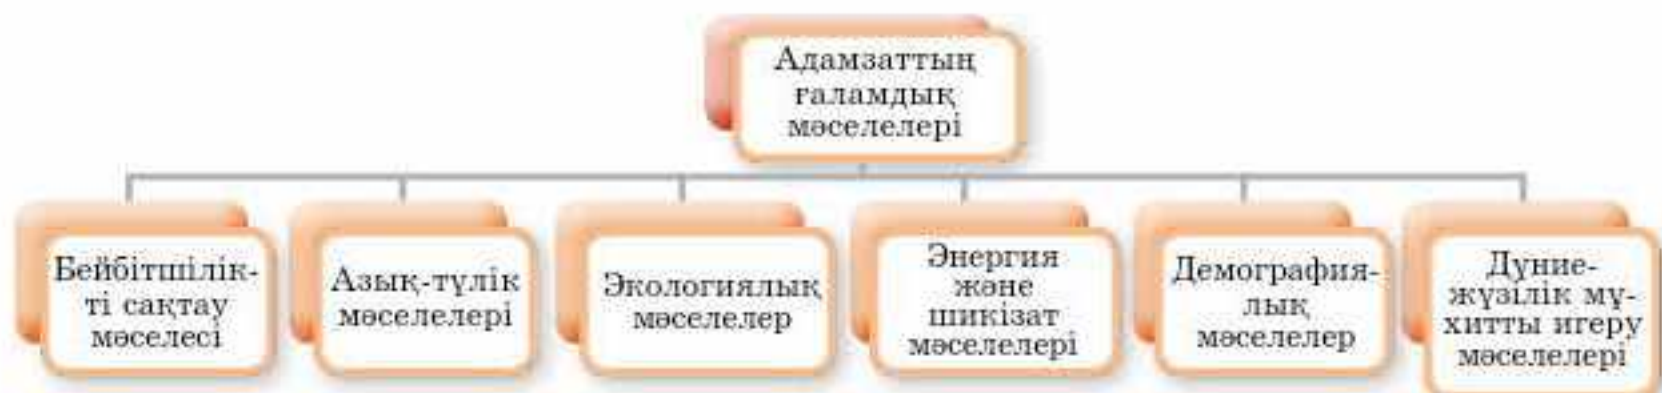 Адамзаттың
ғаламдық
мәселелері
Бейбітшілік-
ті сақтау
мәселесі
Азық-түлік
мәселелері
Экологиялық
мәселелер
Энергия
және
шикізат
мәселелері
Демография-
лық
мәселелер
Дүние-
жүзілік мұ-
хитты игеру
мәселелері